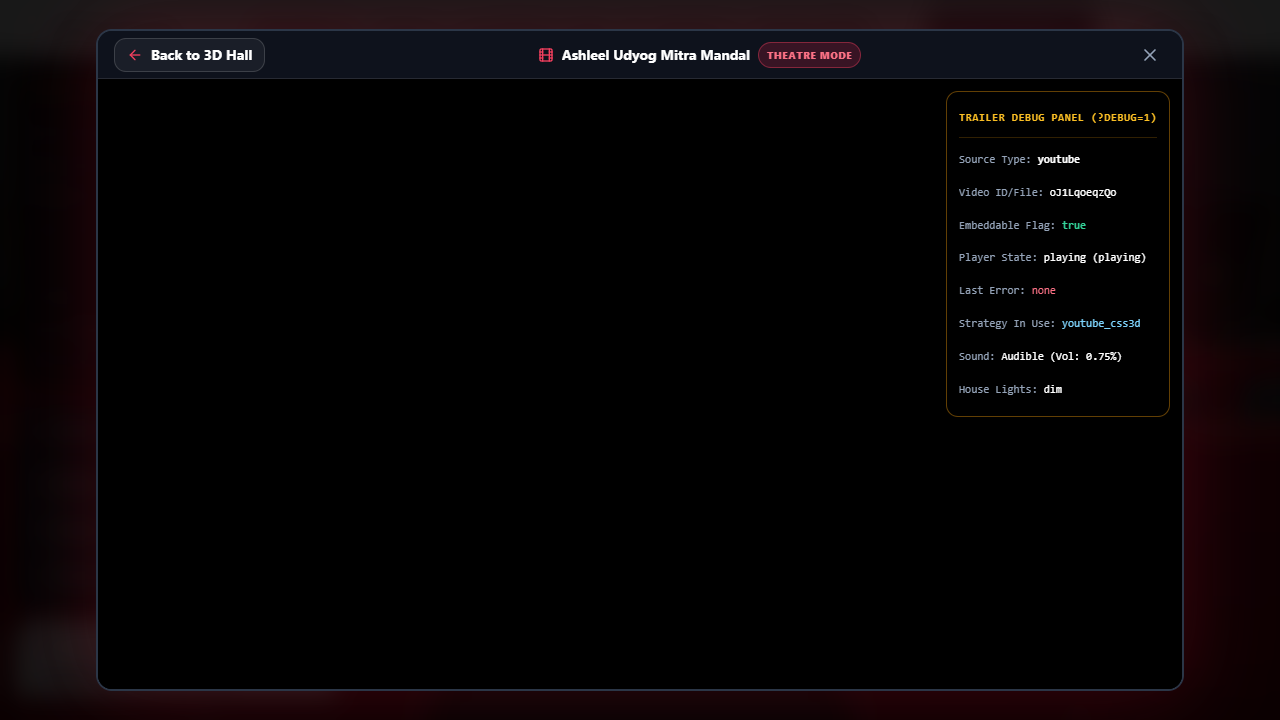 Back to 3D Hall
Ashleel Udyog Mitra Mandal
THEATRE MODE
TRAILER DEBUG PANEL (?DEBUG=1)
Source Type: youtube
Video ID/File: oJ1LqoeqzQo
Embeddable Flag: true
Player State: playing (playing)
Last Error: none
Strategy In Use: youtube_css3d
Sound: Audible (Vol: 0.75%)
House Lights: dim